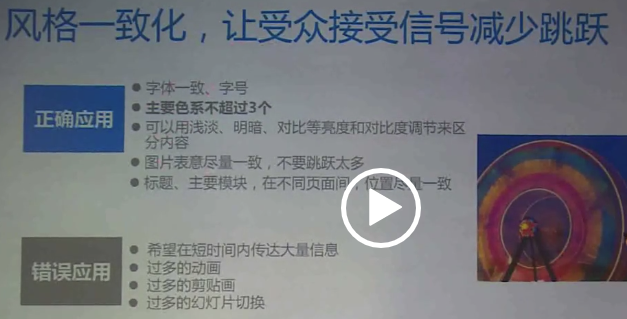 风格一致化，让受众接受信号减少跳跃
正确应用
● 字体一致、字号
● 主要色系不超过3个
● 可以用浅淡、明暗、对比等亮度和对比度调节来区
分内容
● 图片表意尽量一致，不要跳跃太多
● 标题、主要模块，在不同页面间，位置尽量一致
错误应用
● 希望在短时间内传达大量信息
● 过多的动画
● 过多的剪贴画
● 过多的幻灯片切换